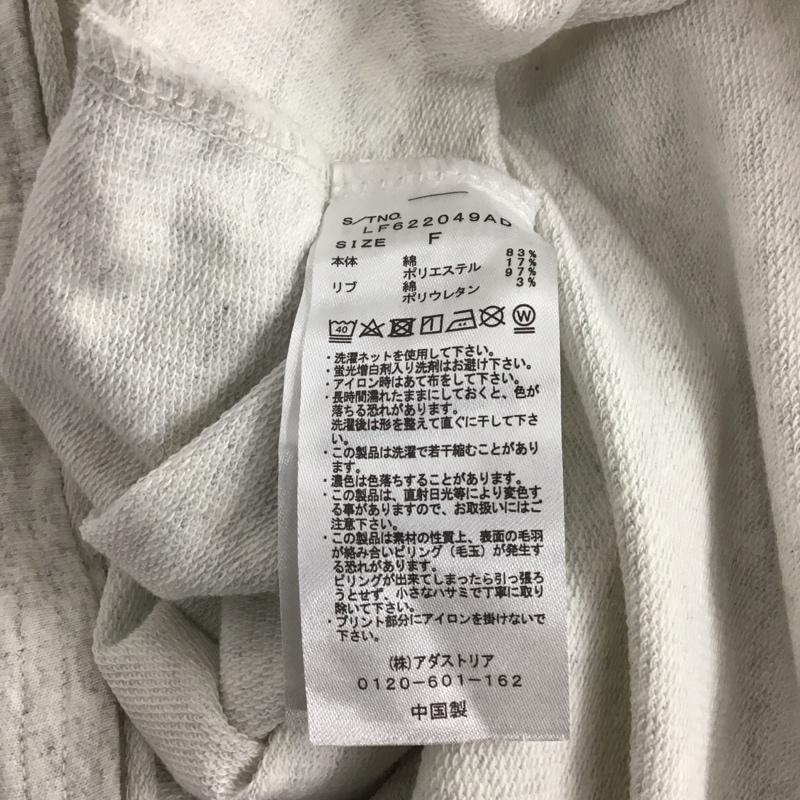 S/TNO.
LF622049AD
SIZE F
本体 綿 83%
ポリエステル 17%
リブ 綿 97%
ポリウレタン 3%
40 W
・洗濯ネットを使用して下さい。
・蛍光増白剤入り洗剤はお避け下さい。
・アイロン時はあて布をして下さい。
・長時間濡れたままにしておくと、色が
落ちる恐れがあります。
洗濯後は形を整えて直ぐに干して下さ
い。
・この製品は洗濯で若干縮むことがあり
ます。
・濃色は色落ちすることがあります。
・この製品は、直射日光等により変色す
る事がありますので、お取扱いにはご
注意下さい。
・この製品は素材の性質上、表面の毛羽
が絡み合いピリング（毛玉）が発生す
る恐れがあります。
ピリングが出来てしまったら引っ張ろ
うとせず、小さなハサミで丁寧に取り
除いて下さい。
・プリント部分にアイロンを掛けないで
下さい。
(株)アダストリア
0120-601-162
中国製